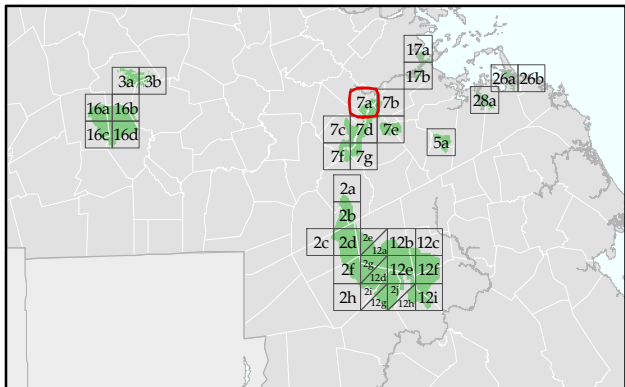 17a
3a 3b
17b
26a 26b
16a 16b
7a 7b
28a
16c 16d
7c 7d 7e
5a
7f 7g
2a
2b
2c 2d 2e 12a 12b 12c
2f 2g 12d 12e 12f
2h 2i 12g 2j 12h 12i